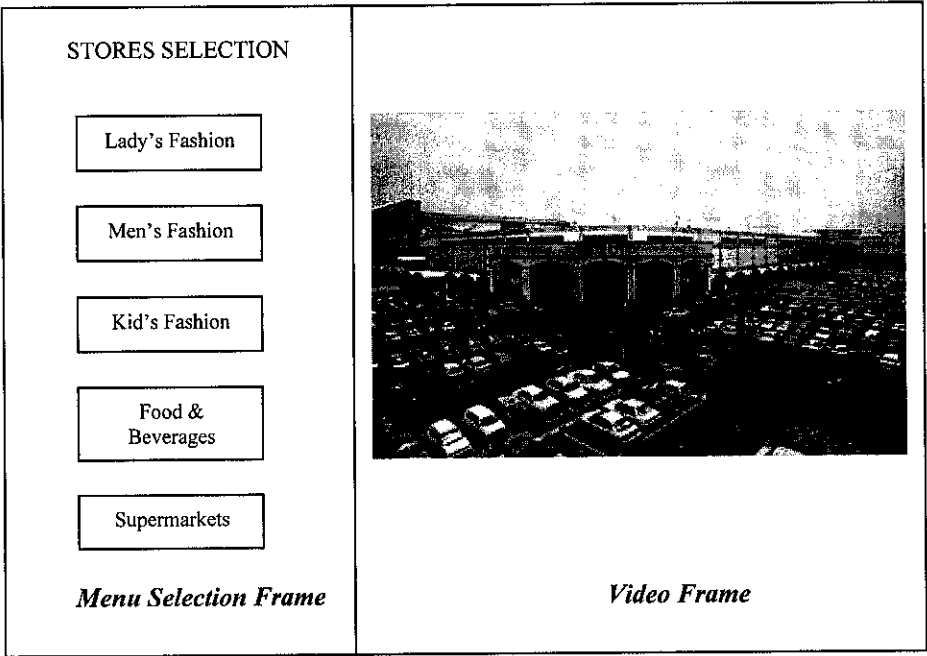 STORES SELECTION
Lady's Fashion
Men's Fashion
Kid's Fashion
Food &
Beverages
Supermarkets
Menu Selection Frame
Video Frame